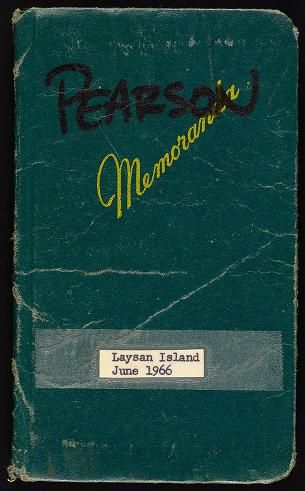 PEARSON
Memoranda
Laysan Island
June 1966